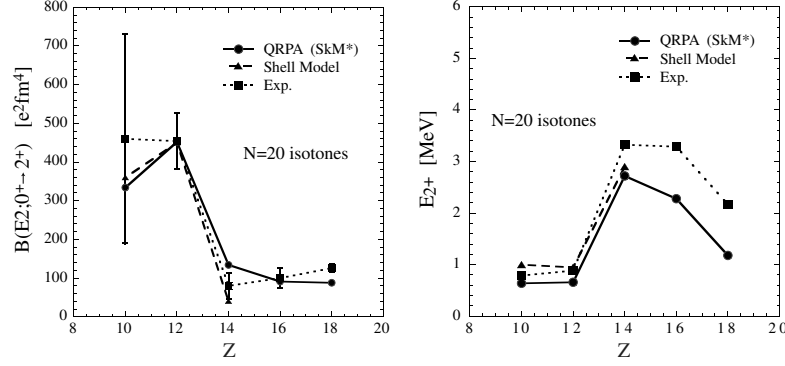 800
700
600
500
400
300
200
100
0
B(E2;0⁺→ 2⁺) [e²fm⁴]
QRPA (SkM*)
Shell Model
Exp.
N=20 isotones
8 10 12 14 16 18 20
Z
6
5
4
3
2
1
0
E₂₊ [MeV]
QRPA (SkM*)
Shell Model
Exp.
N=20 isotones
8 10 12 14 16 18 20
Z